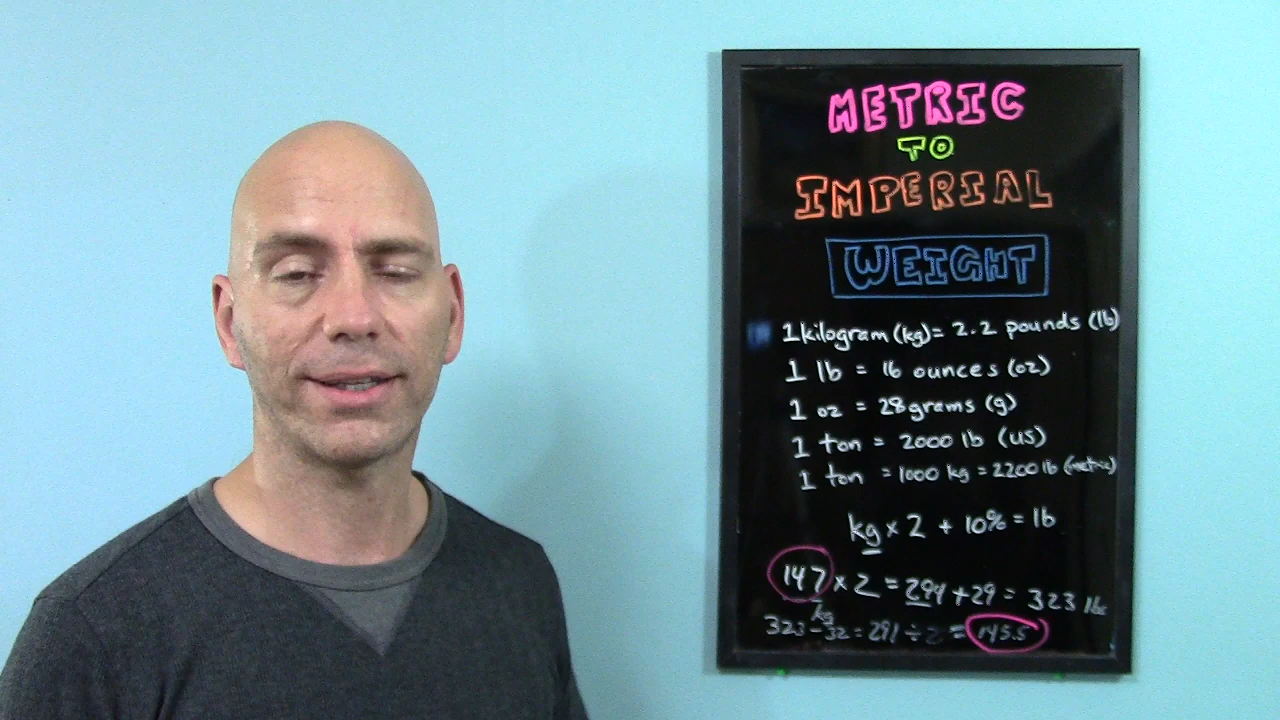 METRIC
TO
IMPERIAL
WEIGHT
1 kilogram (kg) = 2.2 pounds (lb)
1 lb = 16 ounces (oz)
1 oz = 28 grams (g)
1 ton = 2000 lb (us)
1 ton = 1000 kg = 2200 lb (metric)
kg x 2 + 10% = lb
147 x 2 = 294 + 29 = 323 lbs
kg
323 - 32 = 291 ÷ 2 = 145.5